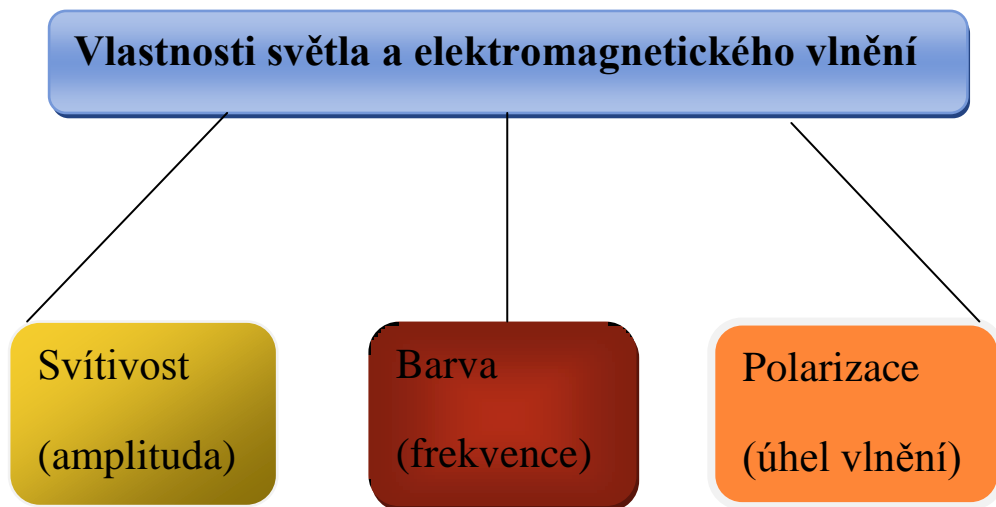 Vlastnosti světla a elektromagnetického vlnění
Svítivost
(amplituda)
Barva
(frekvence)
Polarizace
(úhel vlnění)